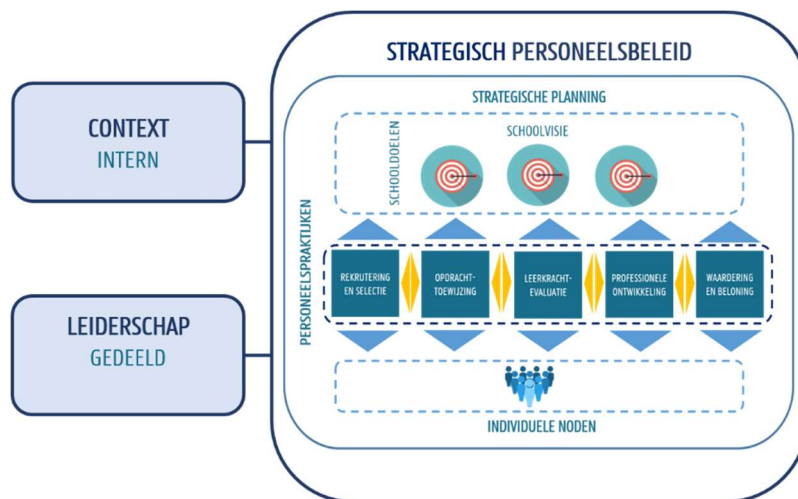 STRATEGISCH PERSONEELSBELEID
CONTEXT
INTERN
LEIDERSCHAP
GEDEELD
STRATEGISCHE PLANNING
SCHOOLVISIE
SCHOOLDOELEN
PERSONEELSPRAKTIJKEN
REKRUTERING
EN SELECTIE
OPDRACHT-
TOEWIJZING
LEERKRACHT-
EVALUATIE
PROFESSIONELE
ONTWIKKELING
WAARDERING
EN BELONING
INDIVIDUELE NODEN